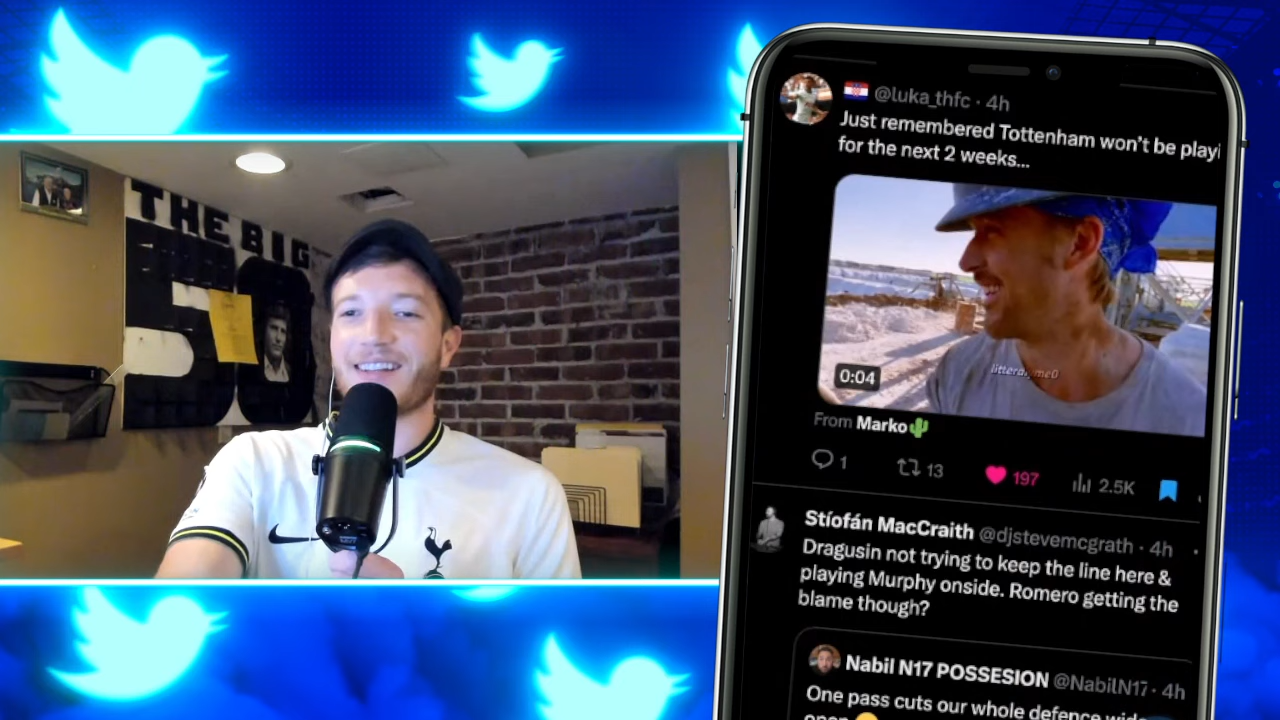 THE BIG
50
@luka_thfc · 4h
Just remembered Tottenham won't be playi
for the next 2 weeks...
litterally_me0
0:04
From Marko🌵
1
13
197
2.5K
Stíofán MacCraith @djstevemcgrath · 4h
Dragusin not trying to keep the line here &
playing Murphy onside. Romero getting the
blame though?
Nabil N17 POSSESION @NabilN17 · 4h
One pass cuts our whole defence wide
open